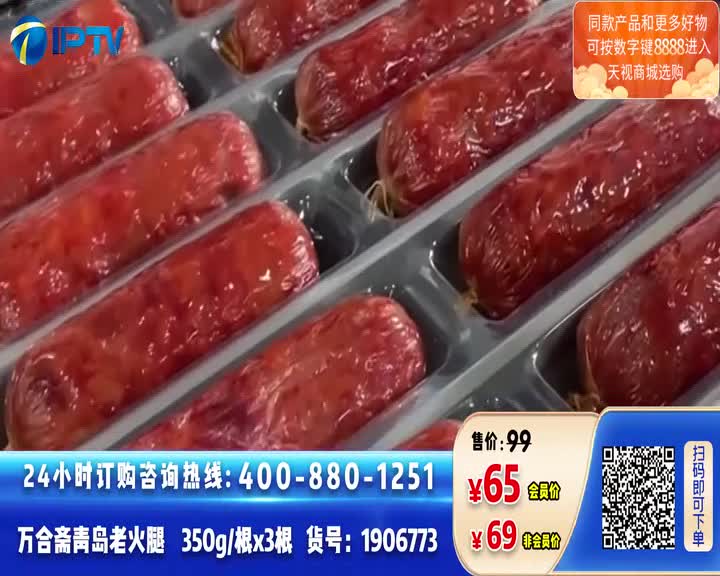 IPTV
同款产品和更多好物
可按数字键8888进入
天视商城选购
24小时订购咨询热线:400-880-1251
万合斋青岛老火腿 350g/根x3根 货号：1906773
售价:99
¥65 会员价
¥69 非会员价
扫码即可下单